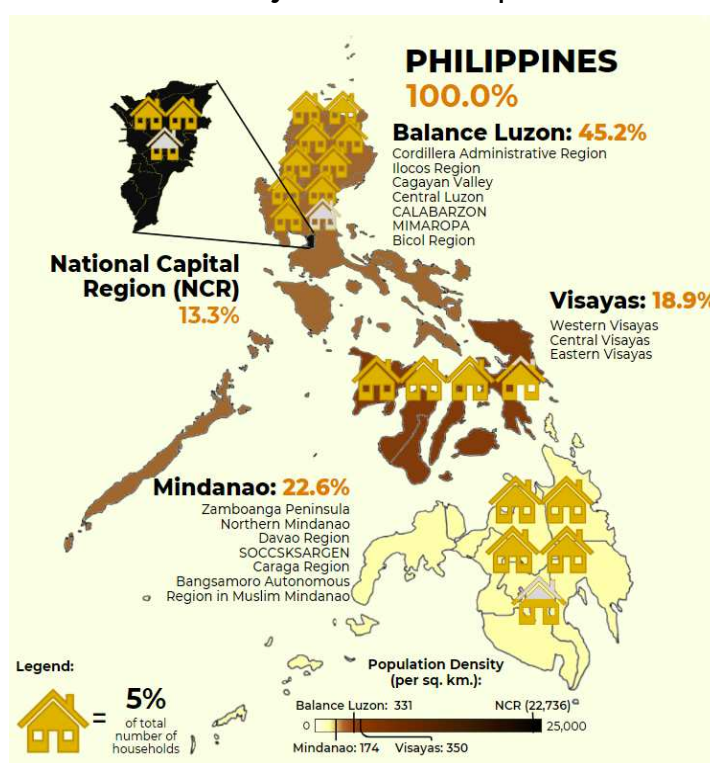 PHILIPPINES
100.0%
Balance Luzon: 45.2%
Cordillera Administrative Region
Ilocos Region
Cagayan Valley
Central Luzon
CALABARZON
MIMAROPA
Bicol Region
National Capital
Region (NCR)
13.3%
Visayas: 18.9%
Western Visayas
Central Visayas
Eastern Visayas
Mindanao: 22.6%
Zamboanga Peninsula
Northern Mindanao
Davao Region
SOCCSKSARGEN
Caraga Region
Bangsamoro Autonomous
Region in Muslim Mindanao
Legend:
= 5%
of total
number of
households
Population Density
(per sq. km.):
Balance Luzon: 331
NCR (22,736)
0
25,000
Mindanao: 174
Visayas: 350